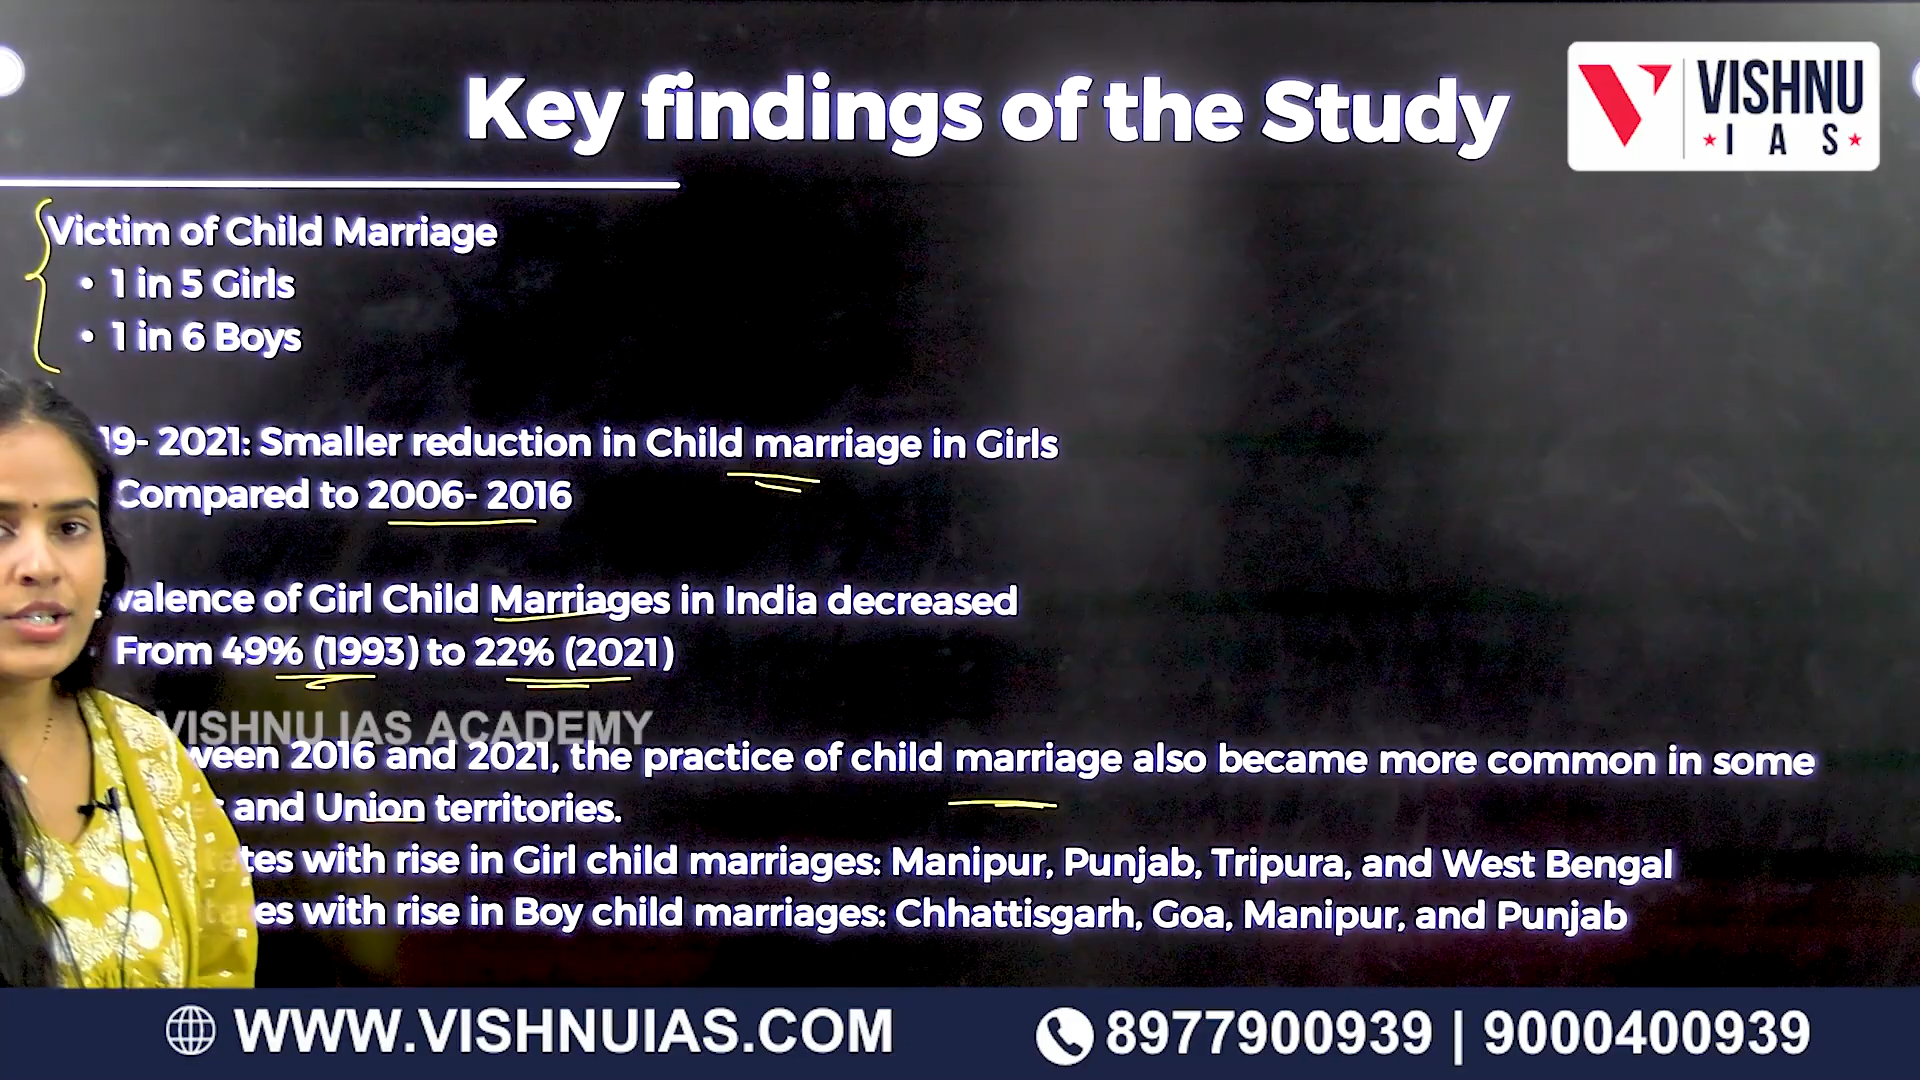 Key findings of the Study
VISHNU
IAS
Victim of Child Marriage
• 1 in 5 Girls
• 1 in 6 Boys
19- 2021: Smaller reduction in Child marriage in Girls
Compared to 2006- 2016
valence of Girl Child Marriages in India decreased
From 49% (1993) to 22% (2021)
VISHNU IAS ACADEMY
ween 2016 and 2021, the practice of child marriage also became more common in some
and Union territories.
tates with rise in Girl child marriages: Manipur, Punjab, Tripura, and West Bengal
tates with rise in Boy child marriages: Chhattisgarh, Goa, Manipur, and Punjab
WWW.VISHNUIAS.COM
8977900939 | 9000400939